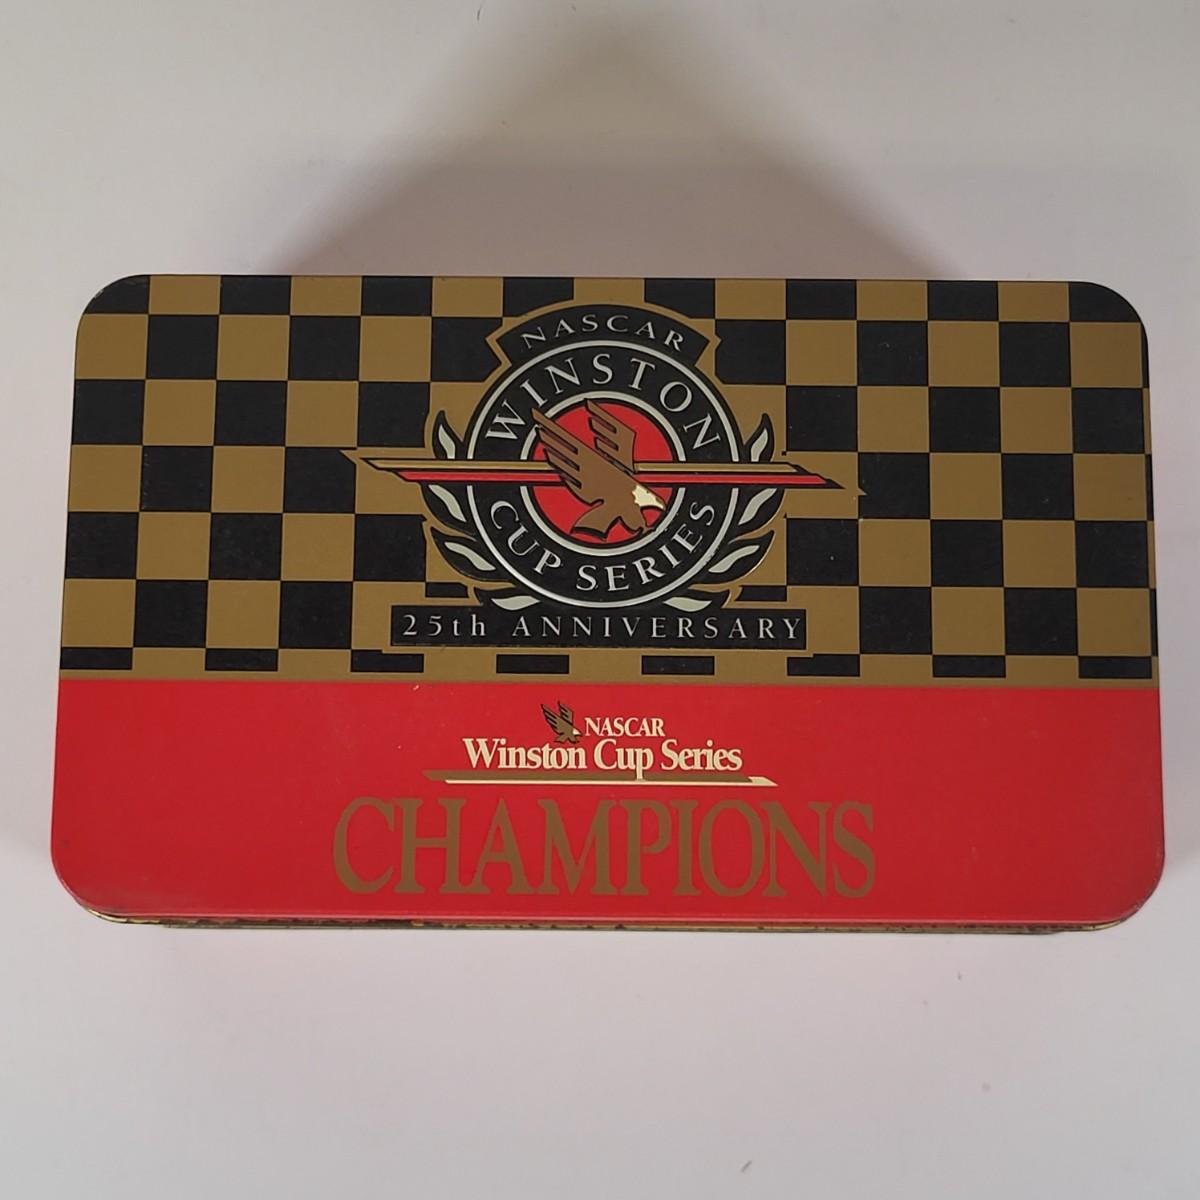 NASCAR
WINSTON
CUP SERIES
25th ANNIVERSARY
NASCAR
Winston Cup Series
CHAMPIONS